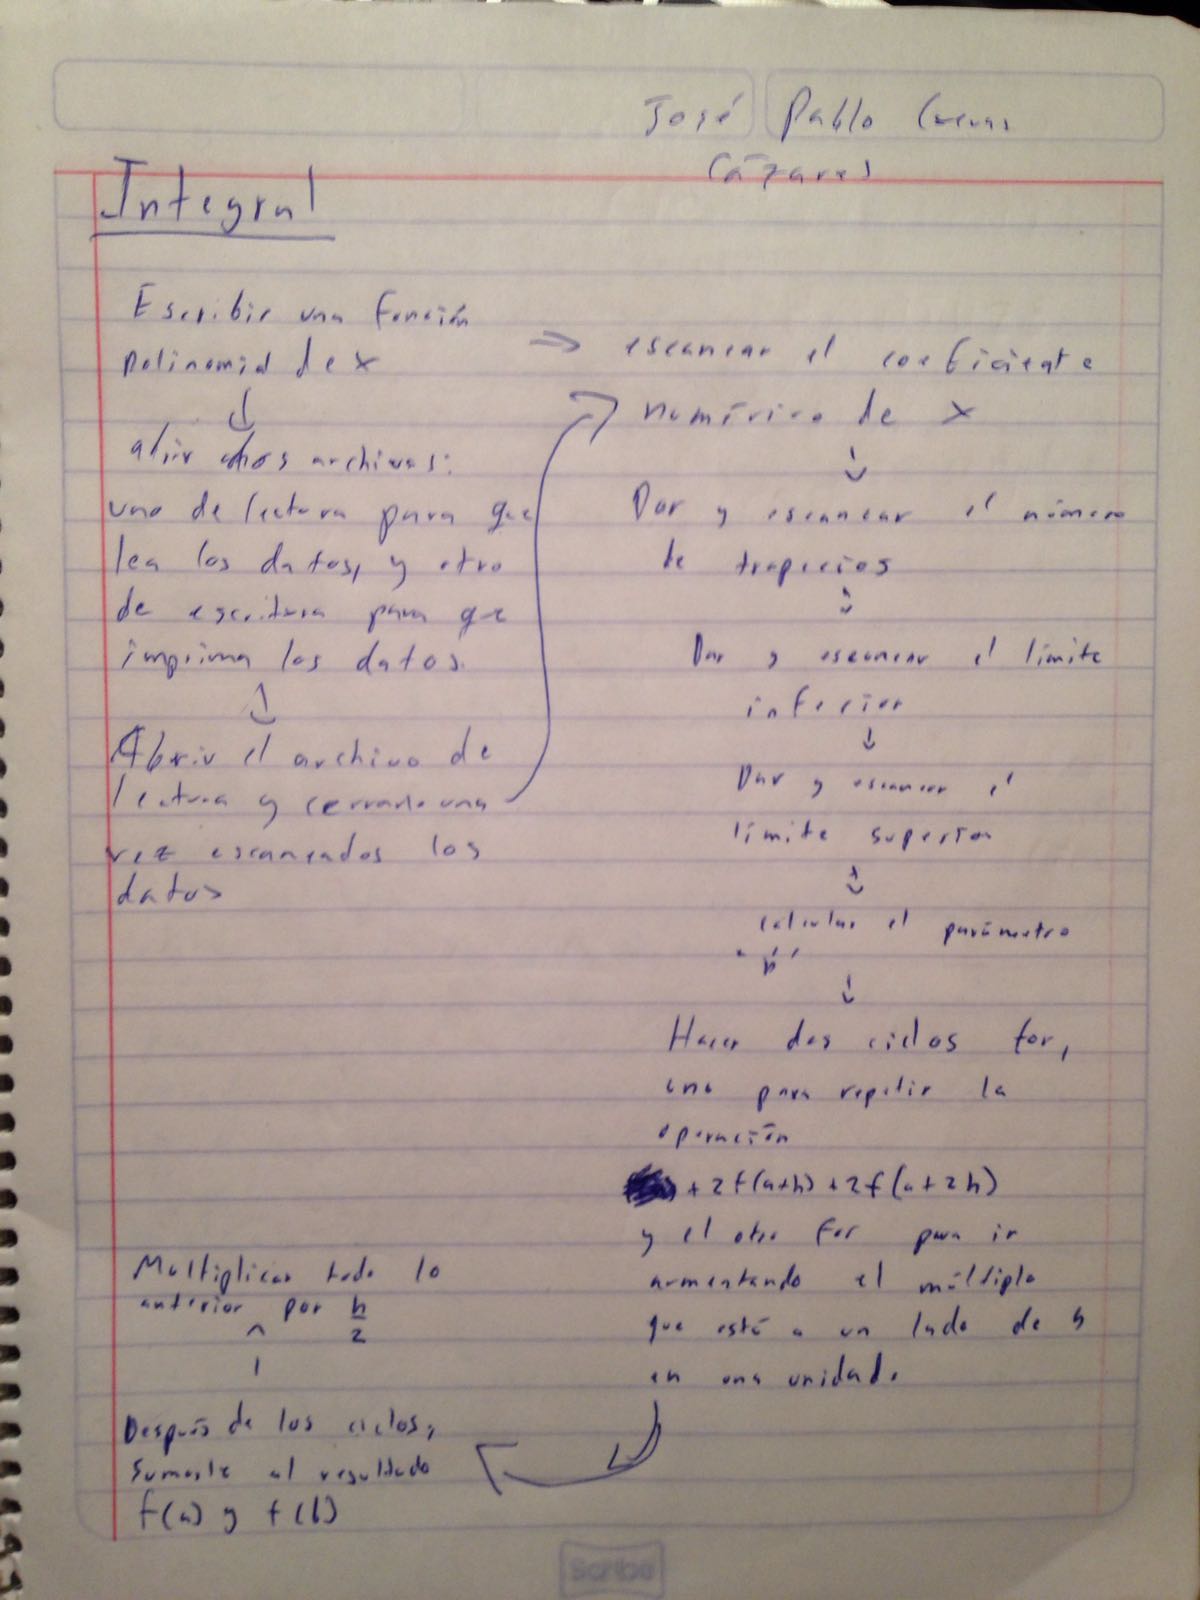 José Pablo Cuevas
Cázares
Integral
Escribir una función
polinomial de x
↓
abrir dos archivos:
uno de lectura para que
lea los datos, y otro
de escritura para que
imprima los datos.
↓
Abrir el archivo de
lectura y cerrarlo una
vez escaneados los
datos
→ escanear el coeficiente
numérico de x
↓
Dar y escanear el número
de trapecios
↓
Dar y escanear el límite
inferior
↓
Dar y escanear el
límite superior
↓
calcular el parámetro
"h"
↓
Hacer dos ciclos for,
uno para repetir la
operación
+ 2f(a+h) + 2f(a+2h)
y el otro for para ir
aumentando el múltiplo
que está a un lado de h
en una unidad.
Después de los ciclos,
sumarle al resultado
f(a) y f(b)
↑
Multiplicar todo lo
anterior por h/2
Scribe